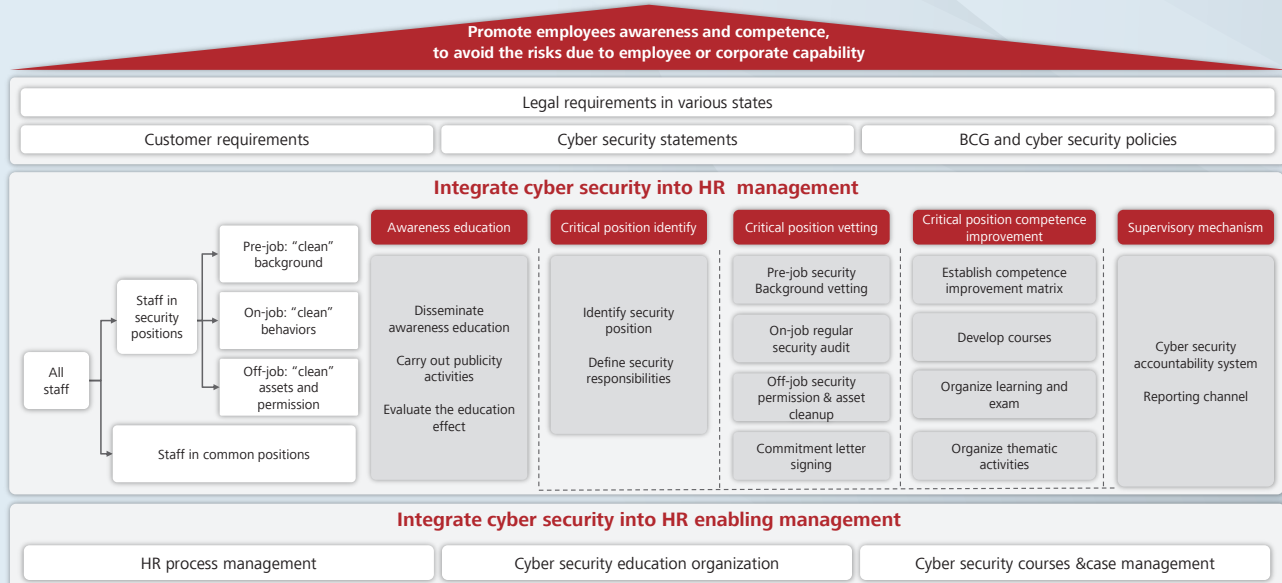 Promote employees awareness and competence,
to avoid the risks due to employee or corporate capability
Legal requirements in various states
Customer requirements
Cyber security statements
BCG and cyber security policies
Integrate cyber security into HR management
All
staff
Staff in
security
positions
Pre-job: “clean”
background
On-job: “clean”
behaviors
Off-job: “clean”
assets and
permission
Staff in common positions
Awareness education
Disseminate
awareness education
Carry out publicity
activities
Evaluate the education
effect
Critical position identify
Identify security
position
Define security
responsibilities
Critical position vetting
Pre-job security
Background vetting
On-job regular
security audit
Off-job security
permission & asset
cleanup
Commitment letter
signing
Critical position competence
improvement
Establish competence
improvement matrix
Develop courses
Organize learning and
exam
Organize thematic
activities
Supervisory mechanism
Cyber security
accountability system
Reporting channel
Integrate cyber security into HR enabling management
HR process management
Cyber security education organization
Cyber security courses &case management